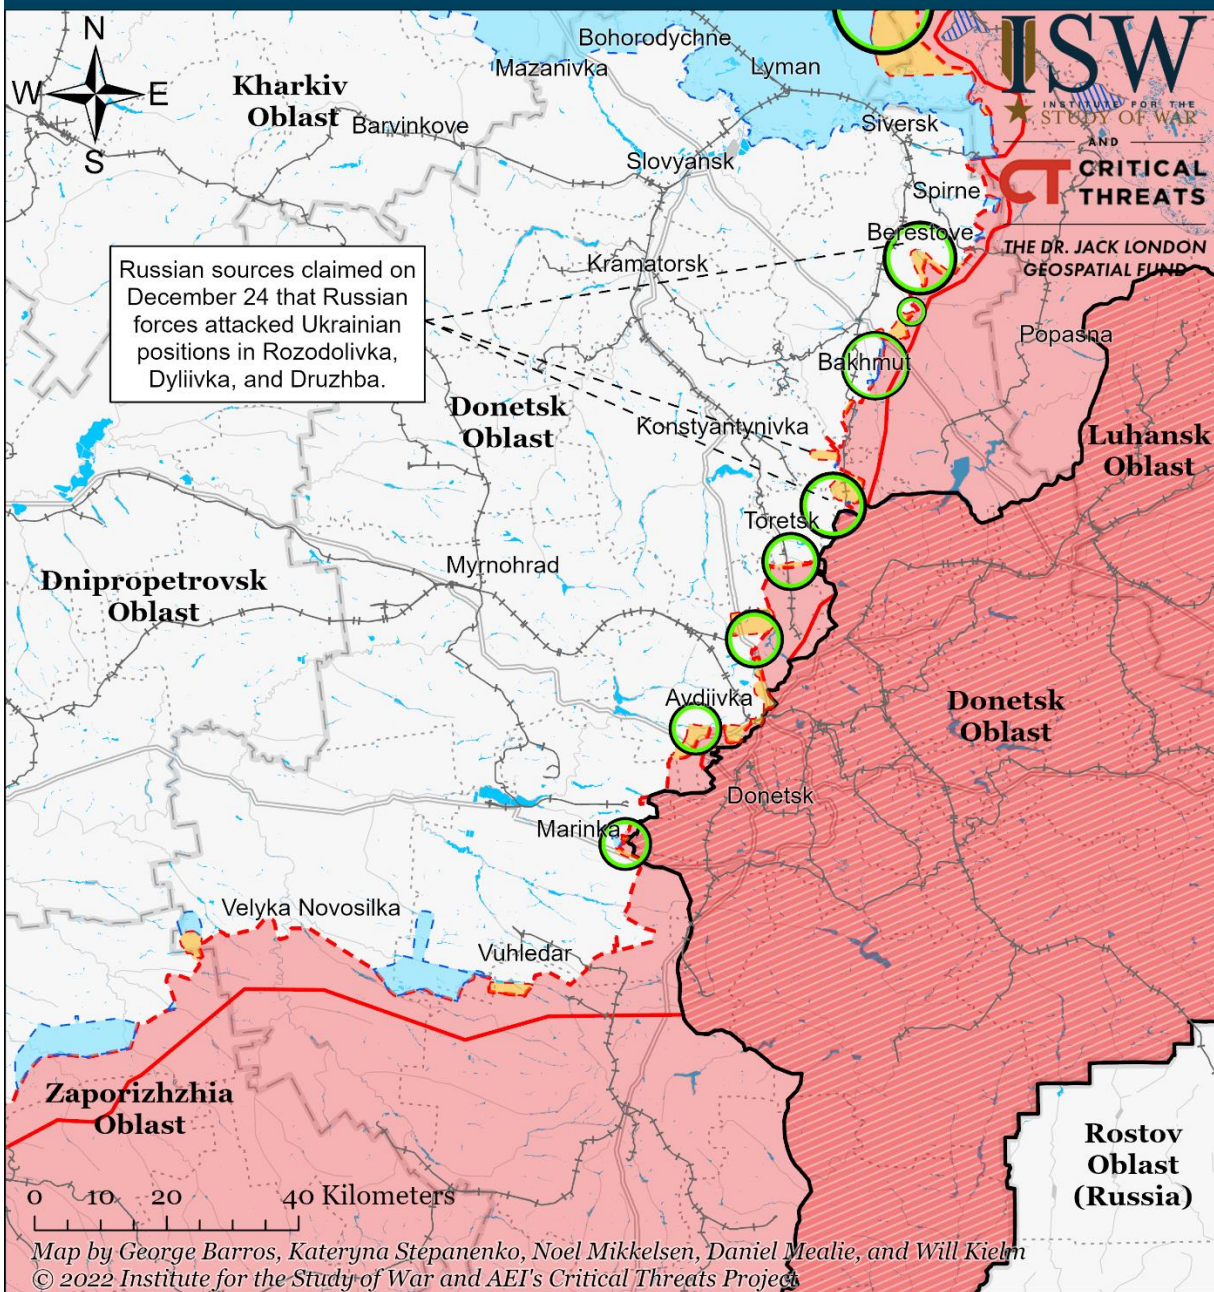 N
W
E
S
Kharkiv
Oblast
Bohorodychne
Mazanivka
Lyman
Barvinkove
Siversk
Slovyansk
Spirne
Berestove
Kramatorsk
ISW
INSTITUTE FOR THE
STUDY OF WAR
AND
CT CRITICAL
THREATS
THE DR. JACK LONDON
GEOSPATIAL FUND
Russian sources claimed on
December 24 that Russian
forces attacked Ukrainian
positions in Rozodolivka,
Dyliivka, and Druzhba.
Popasna
Bakhmut
Donetsk
Oblast
Konstyantynivka
Luhansk
Oblast
Toretsk
Dnipropetrovsk
Oblast
Myrnohrad
Avdiivka
Donetsk
Oblast
Donetsk
Marinka
Velyka Novosilka
Vuhledar
Zaporizhzhia
Oblast
Rostov
Oblast
(Russia)
0 10 20 40 Kilometers
Map by George Barros, Kateryna Stepanenko, Noel Mikkelsen, Daniel Mealie, and Will Kielm
© 2022 Institute for the Study of War and AEI's Critical Threats Project